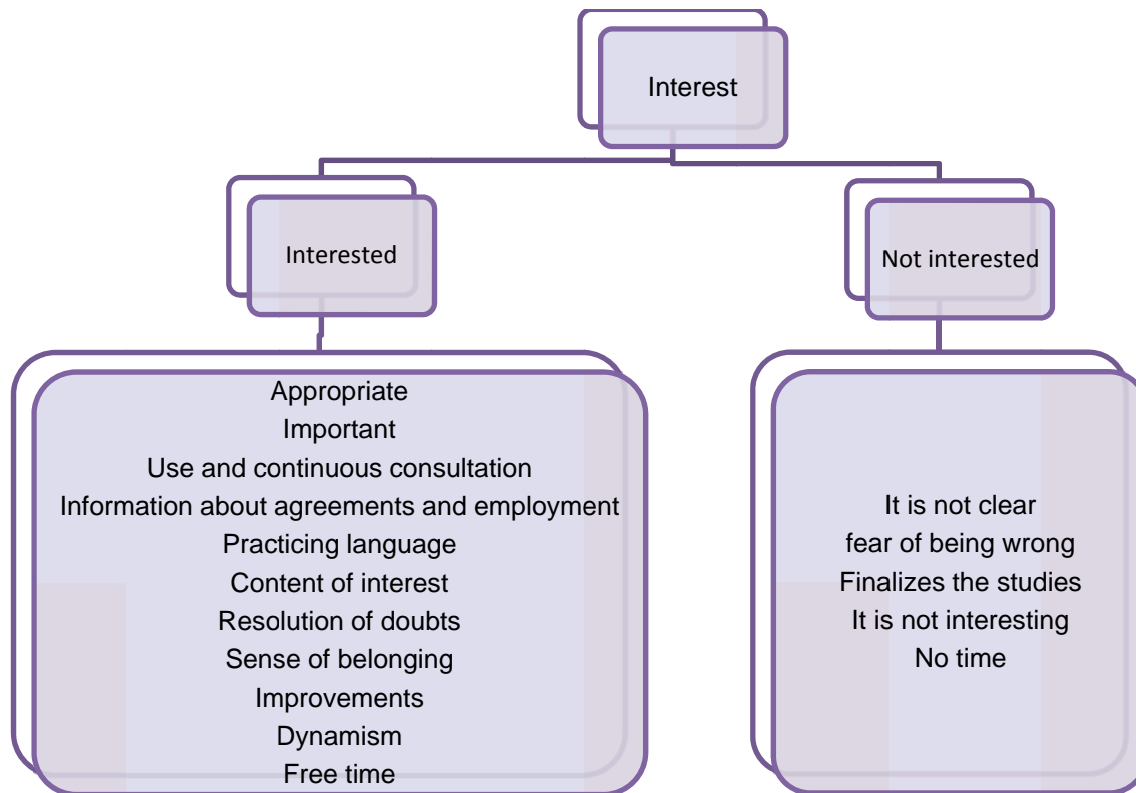 Interest
Interested
Not interested
Appropriate
Important
Use and continuous consultation
Information about agreements and employment
Practicing language
Content of interest
Resolution of doubts
Sense of belonging
Improvements
Dynamism
Free time
It is not clear
fear of being wrong
Finalizes the studies
It is not interesting
No time